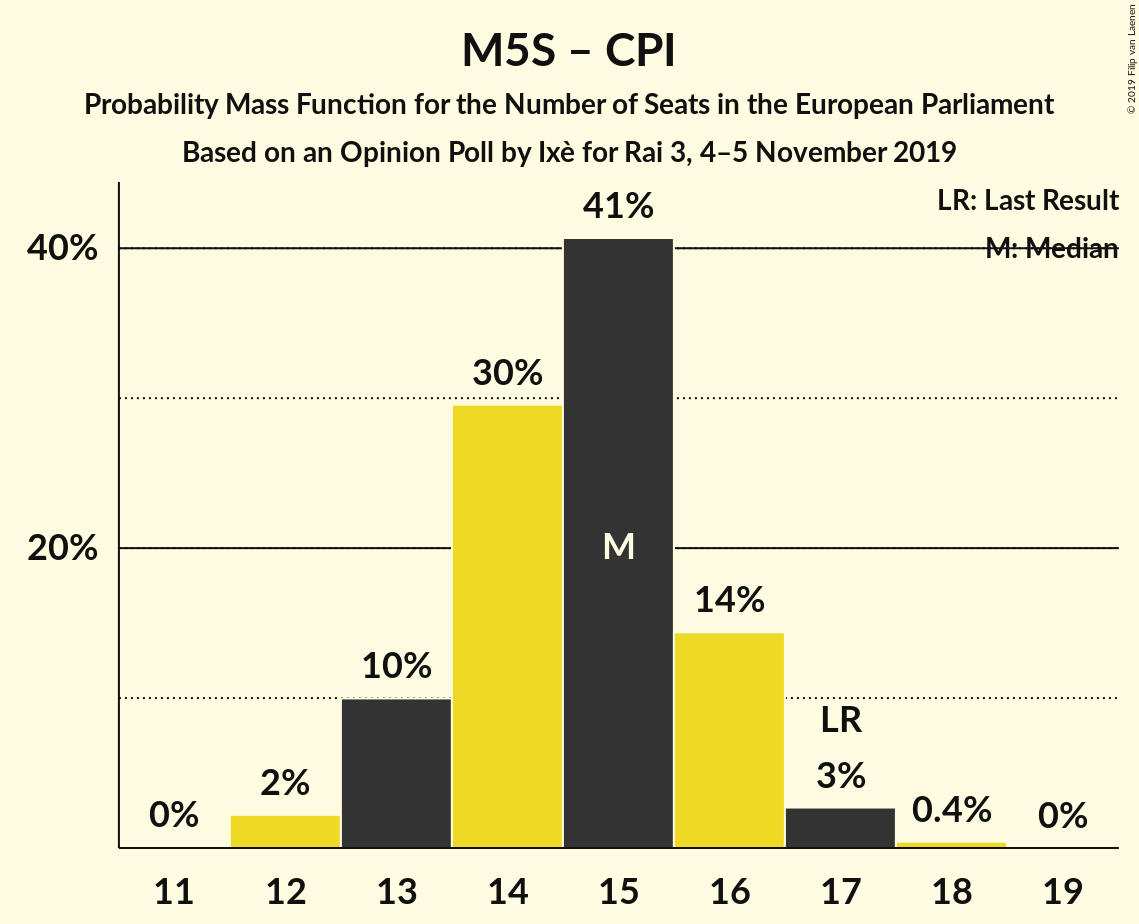 M5S – CPI
Probability Mass Function for the Number of Seats in the European Parliament
Based on an Opinion Poll by Ixè for Rai 3, 4–5 November 2019
© 2019 Filip van Laenen
LR: Last Result
M: Median
40%
20%
0%
2%
10%
30%
41%
M
14%
LR
3%
0.4%
0%
11 12 13 14 15 16 17 18 19